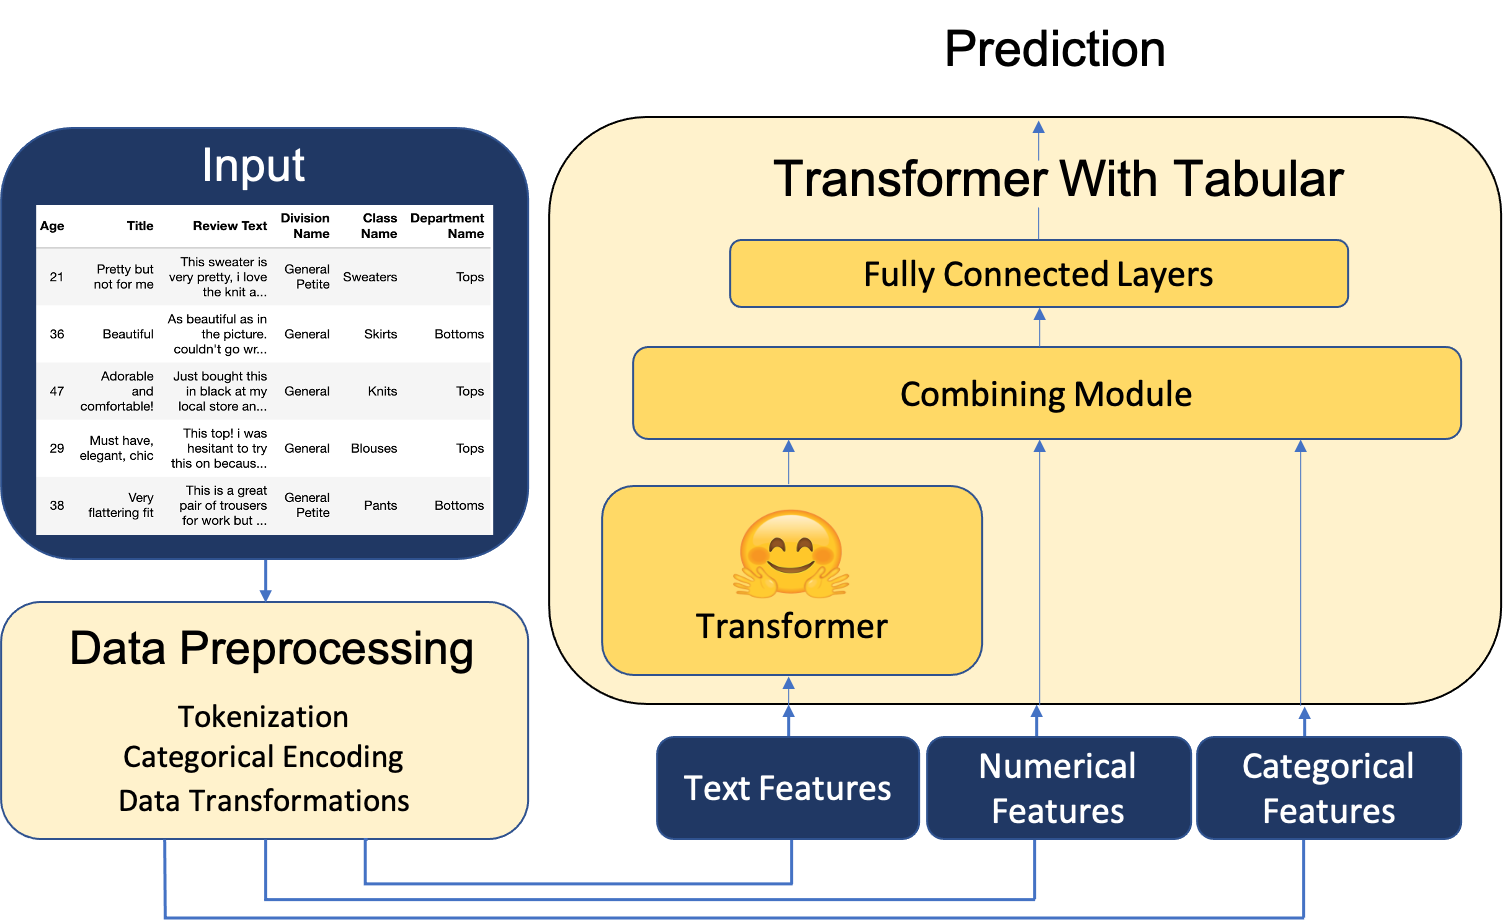 Prediction
Input
Age Title Review Text Division Name Class Name Department Name
21 Pretty but not for me This sweater is very pretty, i love the knit a... General Petite Sweaters Tops
36 Beautiful As beautiful as in the picture. couldn't go wr... General Skirts Bottoms
47 Adorable and comfortable! Just bought this in black at my local store an... General Knits Tops
29 Must have, elegant, chic This top! i was hesitant to try this on becaus... General Blouses Tops
38 Very flattering fit This is a great pair of trousers for work but ... General Petite Pants Bottoms
Data Preprocessing
Tokenization
Categorical Encoding
Data Transformations
Transformer With Tabular
Fully Connected Layers
Combining Module
Transformer
Text Features
Numerical
Features
Categorical
Features